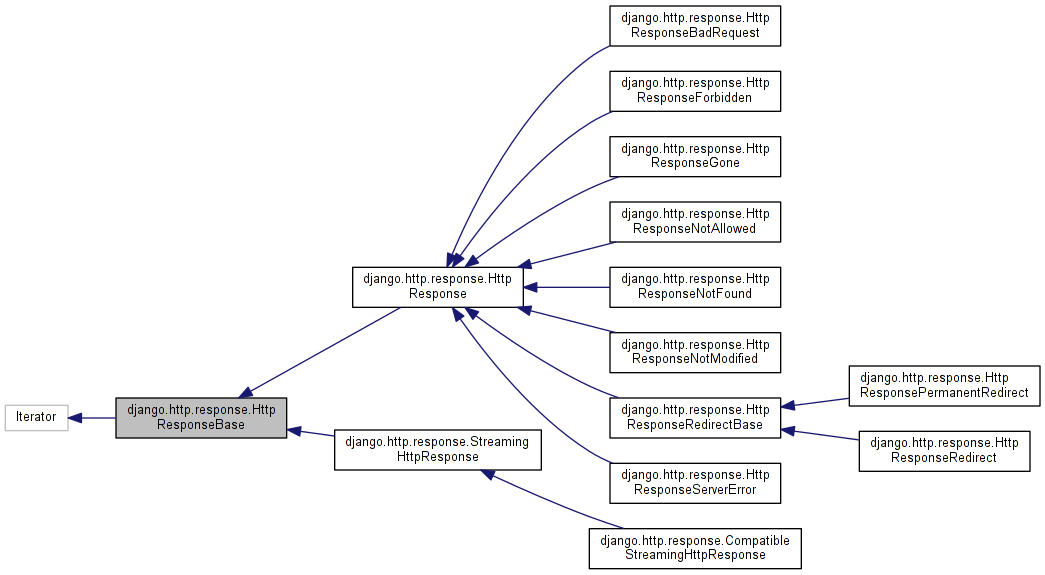 django.http.response.Http
ResponseBadRequest
django.http.response.Http
ResponseForbidden
django.http.response.Http
ResponseGone
django.http.response.Http
ResponseNotAllowed
django.http.response.Http
Response
django.http.response.Http
ResponseNotFound
django.http.response.Http
ResponseNotModified
django.http.response.Http
ResponsePermanentRedirect
Iterator
django.http.response.Http
ResponseBase
django.http.response.Http
ResponseRedirectBase
django.http.response.Streaming
HttpResponse
django.http.response.Http
ResponseRedirect
django.http.response.Http
ResponseServerError
django.http.response.Compatible
StreamingHttpResponse